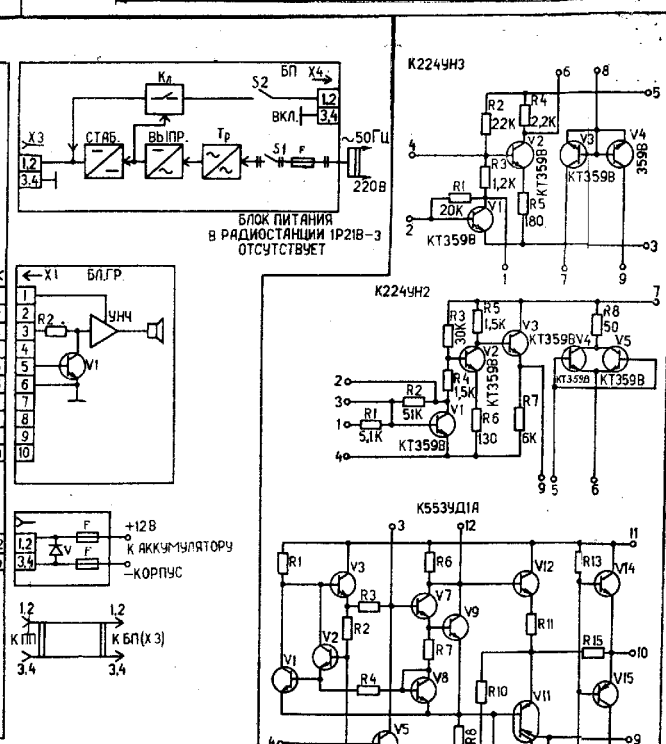 Кл.
S2
БП
X4
1,2
3,4
ВКЛ.
X3
1,2
3,4
СТАБ.
ВЫПР.
Тр
S1
F
~50ГЦ
220В
БЛОК ПИТАНИЯ
В РАДИОСТАНЦИИ 1Р21В-3
ОТСУТСТВУЕТ
X1
БЛ.ГР.
1
2
3
4
5
6
7
8
9
10
R2
УНЧ
V1
1,2
3,4
F
V
F
+12В
К АККУМУЛЯТОРУ
-КОРПУС
1,2
1,2
К ПП
К БП(X3)
3,4
3,4
К224УН3
6
8
5
R2
22К
R4
2,2К
V2
КТ359В
V3
КТ359В
V4
359В
4
R3
1,2К
R1
20К
V1
КТ359В
R5
180
2
3
1
7
9
К224УН2
7
R3
30К
R5
1,5К
V3
КТ359В
V2
КТ359В
R8
50
V4
КТ359В
V5
КТ359В
2
3
1
4
R2
51К
R1
5,1К
R4
1,5К
V1
КТ359В
R6
130
R7
6К
9
5
6
К553УД1А
3
12
11
R1
V3
R3
R2
V2
V1
R4
R6
V7
V9
R7
V8
V5
V12
R11
R10
V11
R8
R13
V14
R15
10
V15
9
4